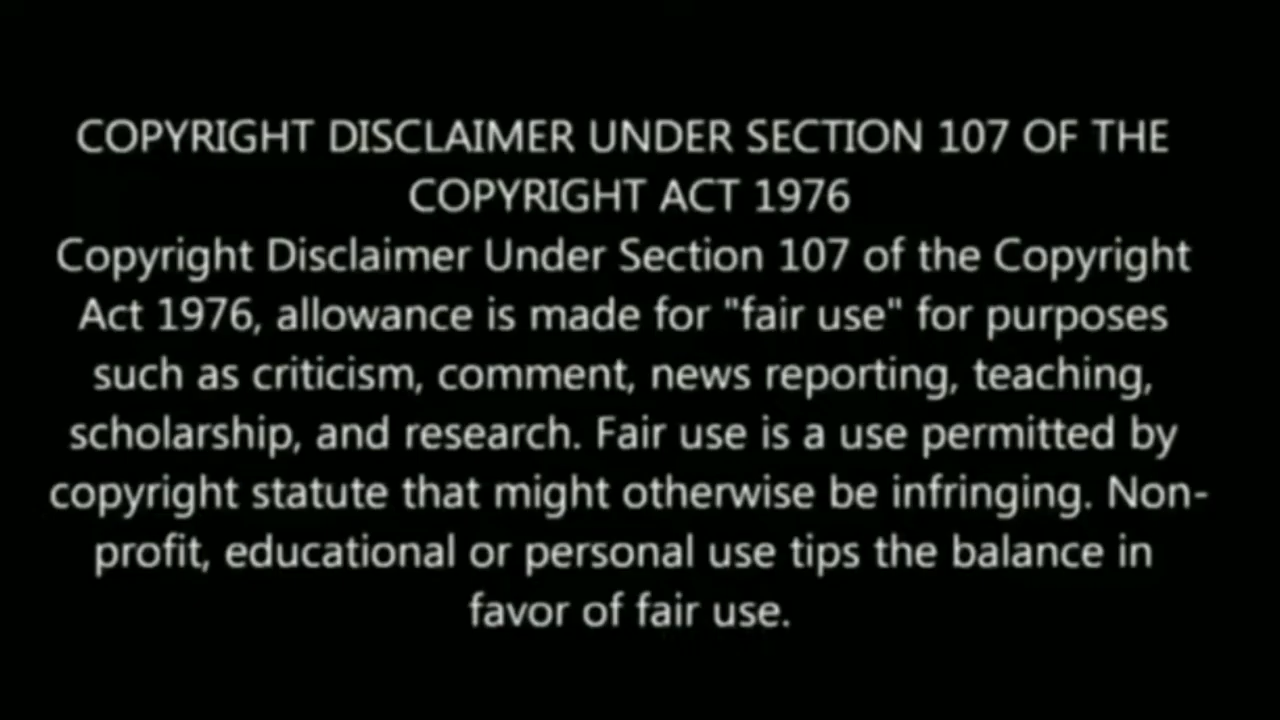 COPYRIGHT DISCLAIMER UNDER SECTION 107 OF THE
COPYRIGHT ACT 1976
Copyright Disclaimer Under Section 107 of the Copyright
Act 1976, allowance is made for "fair use" for purposes
such as criticism, comment, news reporting, teaching,
scholarship, and research. Fair use is a use permitted by
copyright statute that might otherwise be infringing. Non-
profit, educational or personal use tips the balance in
favor of fair use.